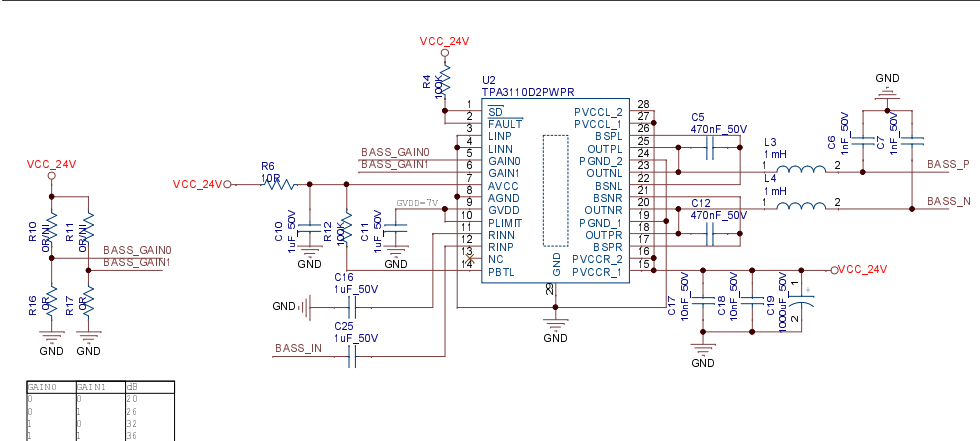 VCC_24V
R4
100K
U2
TPA3110D2PWPR
GND
1 SD PVCCL_2 28
2 FAULT PVCCL_1 27
3 LINP BSPL 26
4 LINN OUTPL 25
5 GAIN0 PGND_2 24
6 GAIN1 OUTNL 23
7 AVCC BSNL 22
8 AGND BSNR 21
9 GVDD OUTNR 20
10 PLIMIT PGND_1 19
11 RINN OUTPR 18
12 RINP BSPR 17
13 NC PVCCR_2 16
14 PBTL PVCCR_1 15
GND
29
GND
C5
470nF_50V
L3
1mH
1 2
L4
1mH
1 2
C6
1nF_50V
C7
1nF_50V
BASS_P
BASS_N
C12
470nF_50V
BASS_GAIN0
BASS_GAIN1
VCC_24V
R6
10R
GVDD=7V
C10
1uF_50V
R12
100K
C11
1uF_50V
GND
GND
VCC_24V
R10
0R/NI
R11
0R/NI
BASS_GAIN0
BASS_GAIN1
R16
0R
R17
0R
GND
GND
C16
1uF_50V
GND
C25
1uF_50V
BASS_IN
VCC_24V
C17
10nF_50V
C18
10nF_50V
C19
1000uF_50V
1
+
2
GND
GAIN0 GAIN1 dB
0 0 20
0 1 26
1 0 32
1 1 36